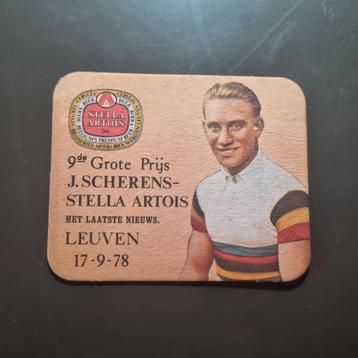 STELLA
ARTOIS
9de Grote Prijs
J.SCHERENS-
STELLA ARTOIS
HET LAATSTE NIEUWS.
LEUVEN
17-9-78